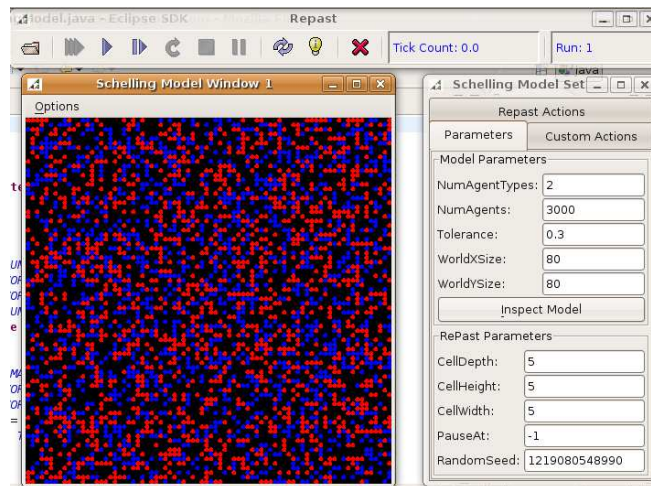 Model.java - Eclipse SDK
Repast
Tick Count: 0.0
Run: 1
Java
Schelling Model Window 1
Options
Schelling Model Set
Repast Actions
Parameters
Custom Actions
Model Parameters
NumAgentTypes: 2
NumAgents: 3000
Tolerance: 0.3
WorldXSize: 80
WorldYSize: 80
Inspect Model
RePast Parameters
CellDepth: 5
CellHeight: 5
CellWidth: 5
PauseAt: -1
RandomSeed: 1219080548990